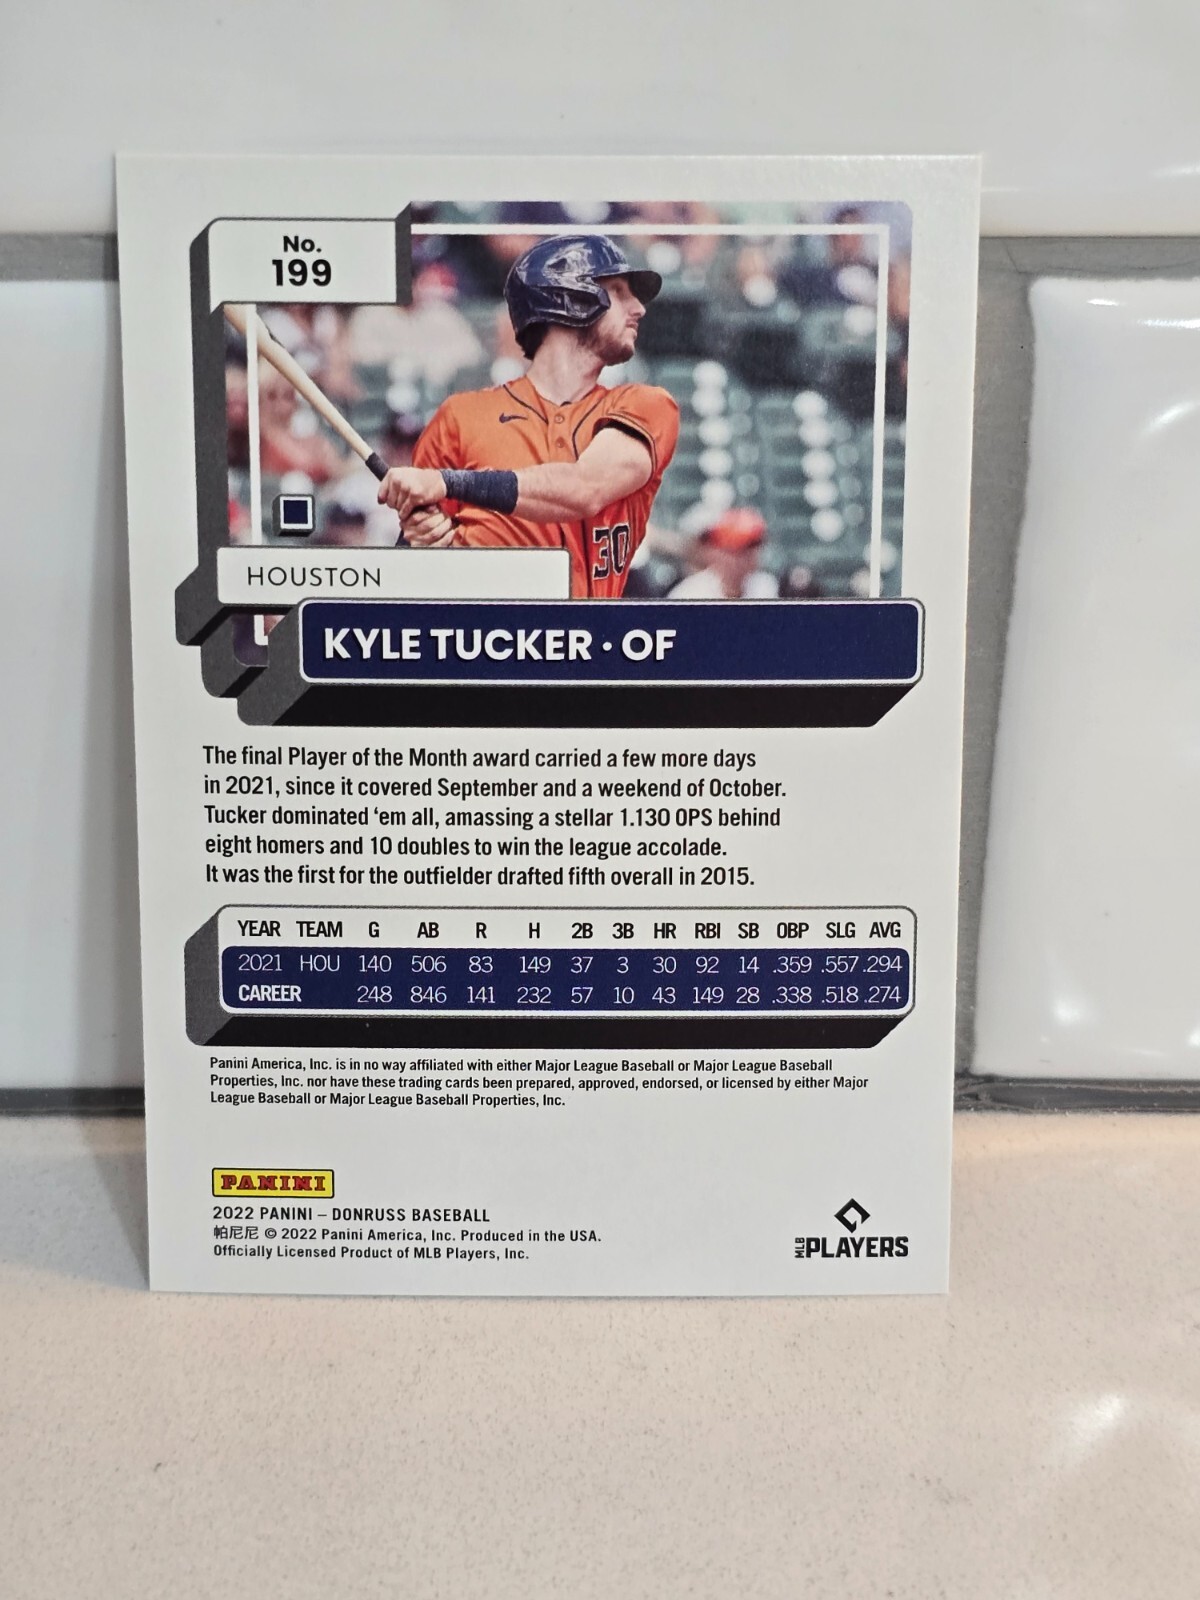 No.
199
30
HOUSTON
KYLE TUCKER · OF
The final Player of the Month award carried a few more days
in 2021, since it covered September and a weekend of October.
Tucker dominated ‘em all, amassing a stellar 1.130 OPS behind
eight homers and 10 doubles to win the league accolade.
It was the first for the outfielder drafted fifth overall in 2015.
YEAR TEAM G AB R H 2B 3B HR RBI SB OBP SLG AVG
2021 HOU 140 506 83 149 37 3 30 92 14 .359 .557 .294
CAREER 248 846 141 232 57 10 43 149 28 .338 .518 .274
Panini America, Inc. is in no way affiliated with either Major League Baseball or Major League Baseball
Properties, Inc. nor have these trading cards been prepared, approved, endorsed, or licensed by either Major
League Baseball or Major League Baseball Properties, Inc.
PANINI
2022 PANINI – DONRUSS BASEBALL
帕尼尼 © 2022 Panini America, Inc. Produced in the USA.
Officially Licensed Product of MLB Players, Inc.
MLB PLAYERS